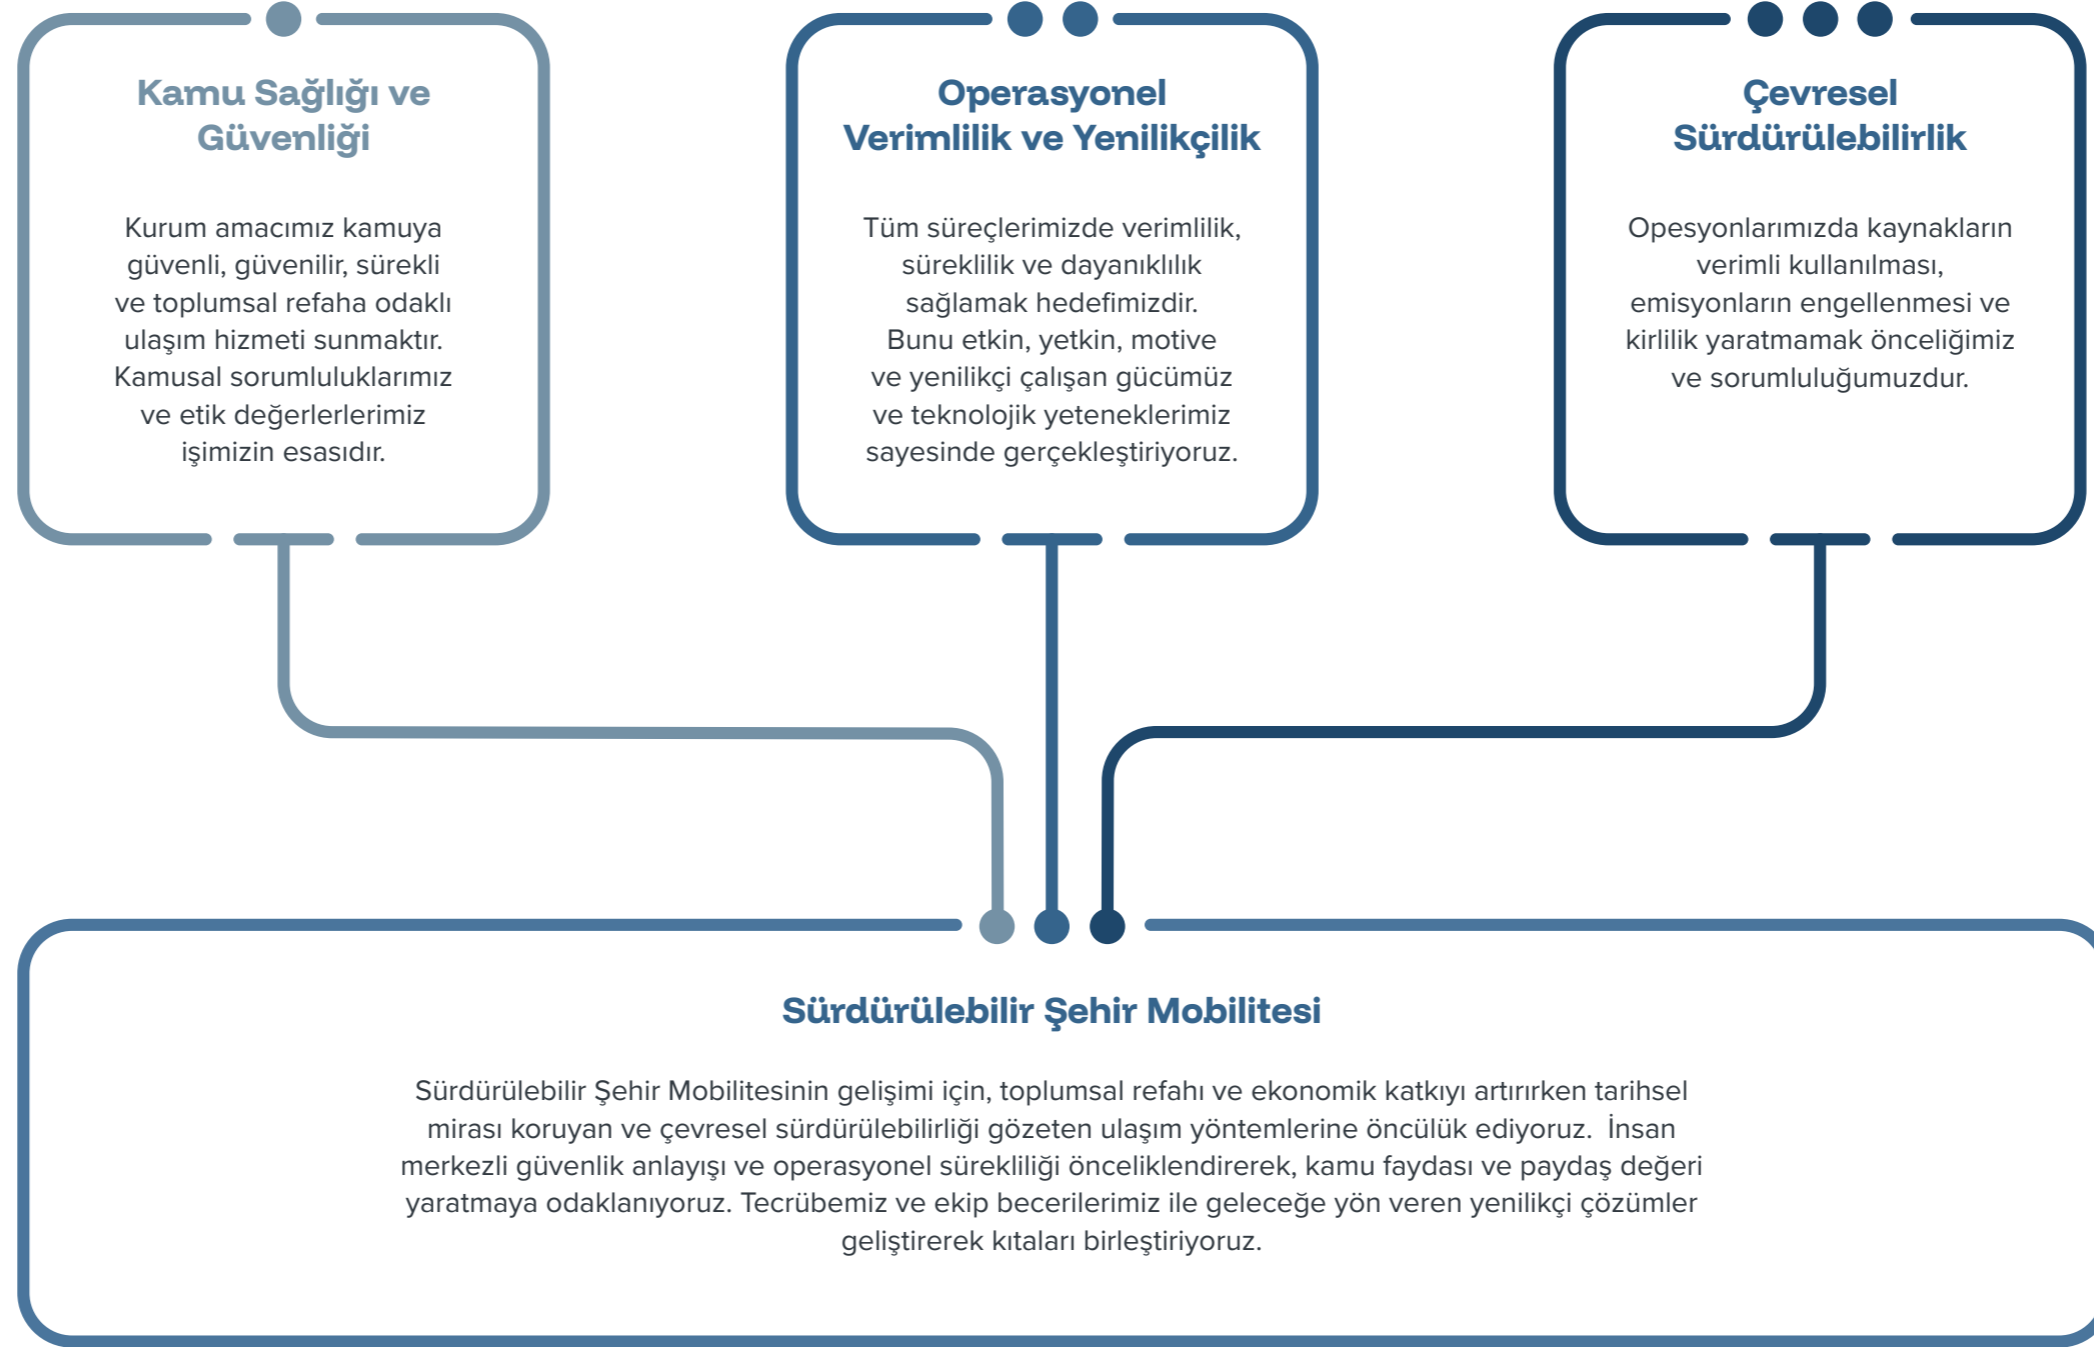 Kamu Sağlığı ve
Güvenliği
Kurum amacımız kamuya
güvenli, güvenilir, sürekli
ve toplumsal refaha odaklı
ulaşım hizmeti sunmaktır.
Kamusal sorumluluklarımız
ve etik değerlerlerimiz
işimizin esasıdır.
Operasyonel
Verimlilik ve Yenilikçilik
Tüm süreçlerimizde verimlilik,
süreklilik ve dayanıklılık
sağlamak hedefimizdir.
Bunu etkin, yetkin, motive
ve yenilikçi çalışan gücümüz
ve teknolojik yeteneklerimiz
sayesinde gerçekleştiriyoruz.
Çevresel
Sürdürülebilirlik
Opesyonlarımızda kaynakların
verimli kullanılması,
emisyonların engellenmesi ve
kirlilik yaratmamak önceliğimiz
ve sorumluluğumuzdur.
Sürdürülebilir Şehir Mobilitesi
Sürdürülebilir Şehir Mobilitesinin gelişimi için, toplumsal refahı ve ekonomik katkıyı artırırken tarihsel
mirası koruyan ve çevresel sürdürülebilirliği gözeten ulaşım yöntemlerine öncülük ediyoruz. İnsan
merkezli güvenlik anlayışı ve operasyonel sürekliliği önceliklendirerek, kamu faydası ve paydaş değeri
yaratmaya odaklanıyoruz. Tecrübemiz ve ekip becerilerimiz ile geleceğe yön veren yenilikçi çözümler
geliştirerek kıtaları birleştiriyoruz.